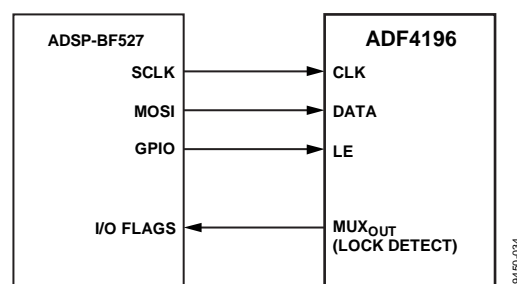 ADSP-BF527
SCLK
MOSI
GPIO
I/O FLAGS
ADF4196
CLK
DATA
LE
MUXOUT
(LOCK DETECT)